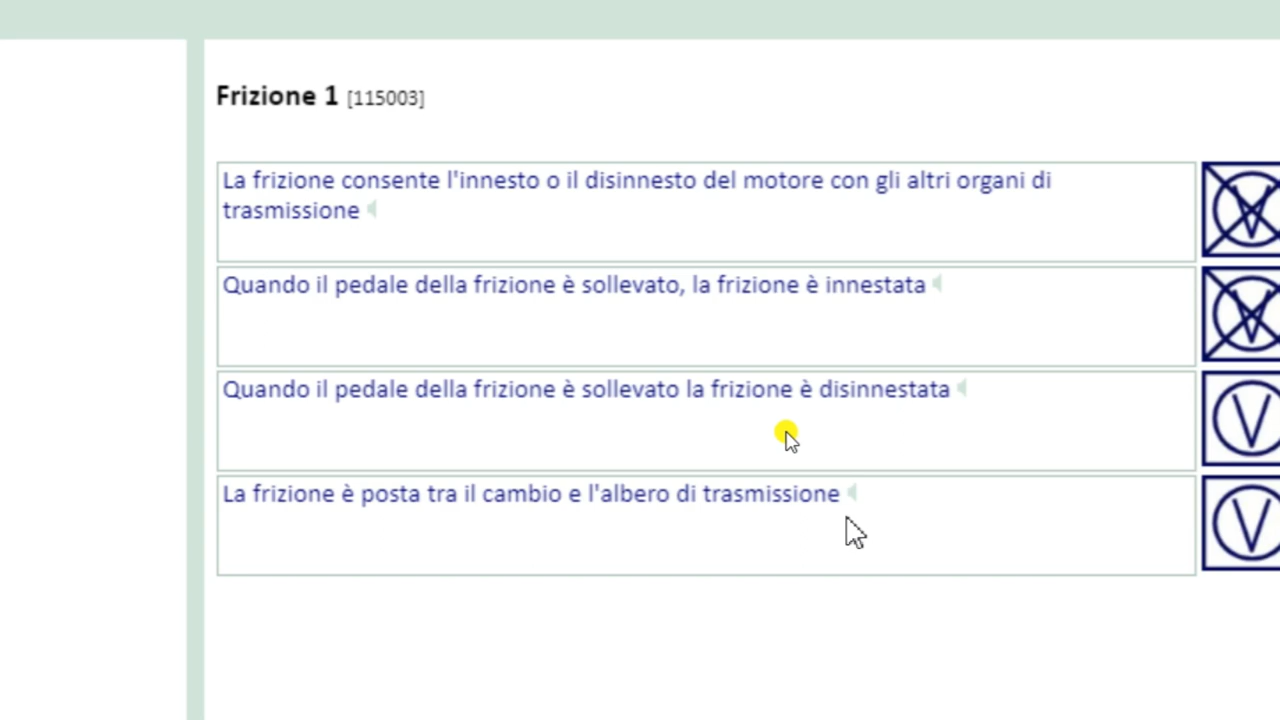 Frizione 1 [115003]
La frizione consente l'innesto o il disinnesto del motore con gli altri organi di
trasmissione
V
Quando il pedale della frizione è sollevato, la frizione è innestata
V
Quando il pedale della frizione è sollevato la frizione è disinnestata
V
La frizione è posta tra il cambio e l'albero di trasmissione
V